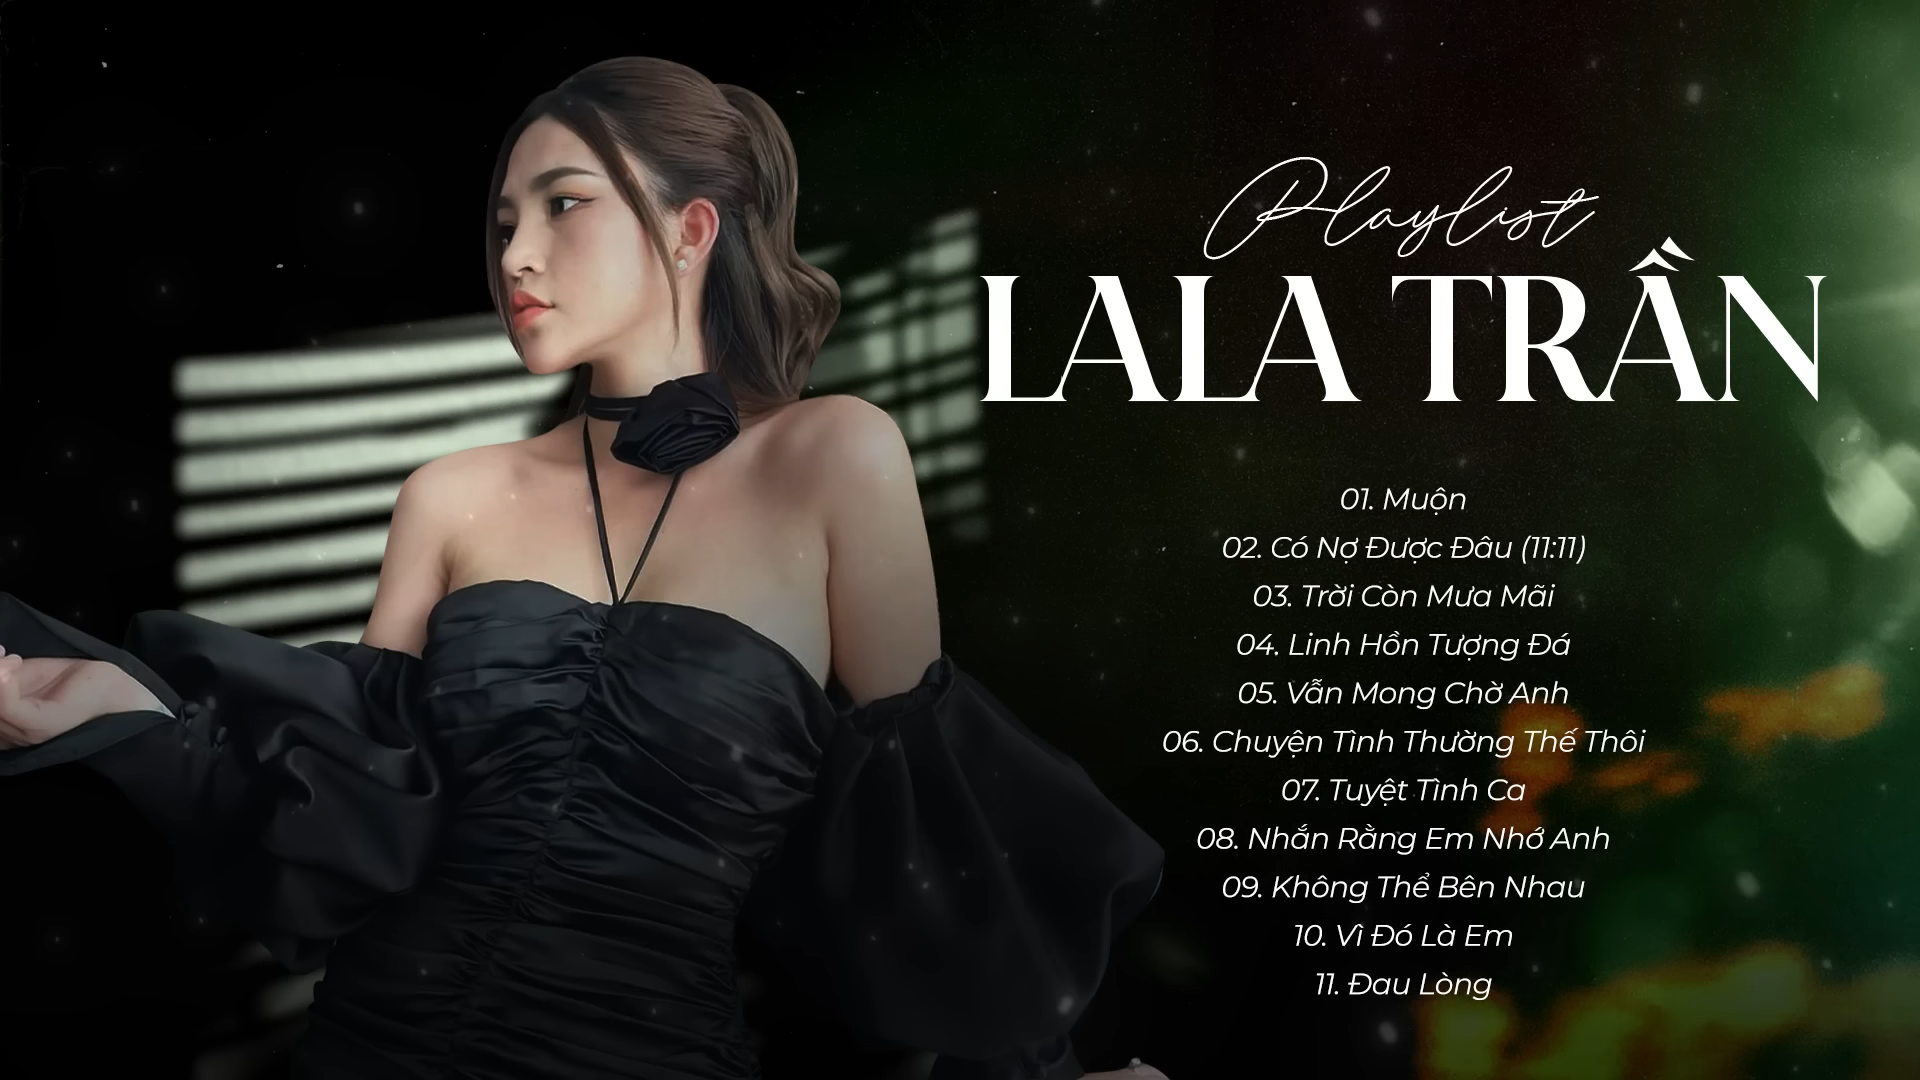 Playlist
LALA TRẦN
01. Muộn
02. Có Nợ Được Đâu (11:11)
03. Trời Còn Mưa Mãi
04. Linh Hồn Tượng Đá
05. Vẫn Mong Chờ Anh
06. Chuyện Tình Thường Thế Thôi
07. Tuyệt Tình Ca
08. Nhắn Rằng Em Nhớ Anh
09. Không Thể Bên Nhau
10. Vì Đó Là Em
11. Đau Lòng